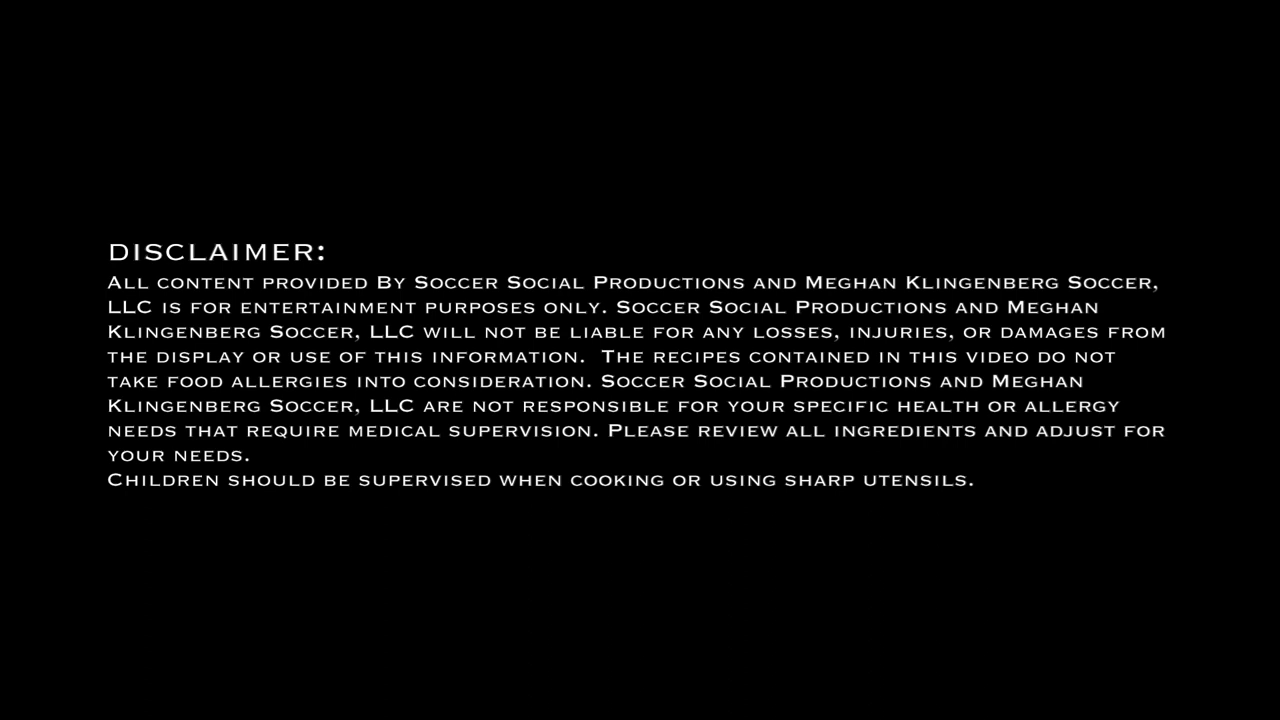 DISCLAIMER:
All content provided By Soccer Social Productions and Meghan Klingenberg Soccer,
LLC is for entertainment purposes only. Soccer Social Productions and Meghan
Klingenberg Soccer, LLC will not be liable for any losses, injuries, or damages from
the display or use of this information.  The recipes contained in this video do not
take food allergies into consideration. Soccer Social Productions and Meghan
Klingenberg Soccer, LLC are not responsible for your specific health or allergy
needs that require medical supervision. Please review all ingredients and adjust for
your needs.
Children should be supervised when cooking or using sharp utensils.